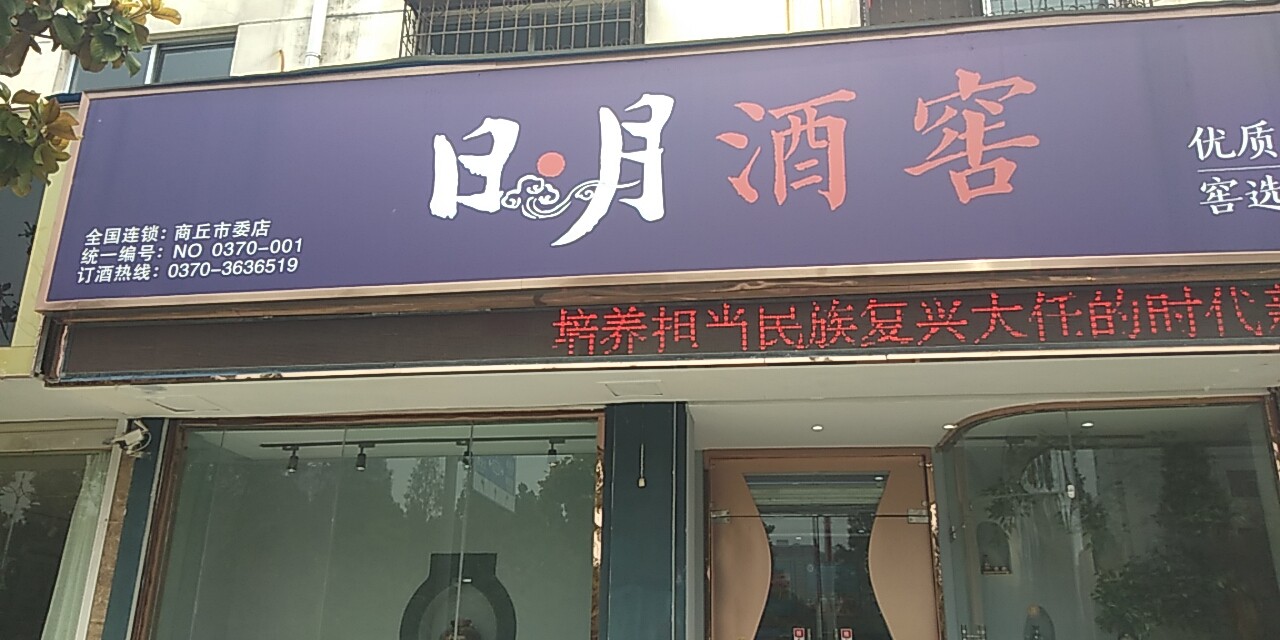 日月酒窖
优质
窖选
全国连锁：商丘市委店
统一编号：NO 0370-001
订酒热线：0370-3636519
培养担当民族复兴大任的时代